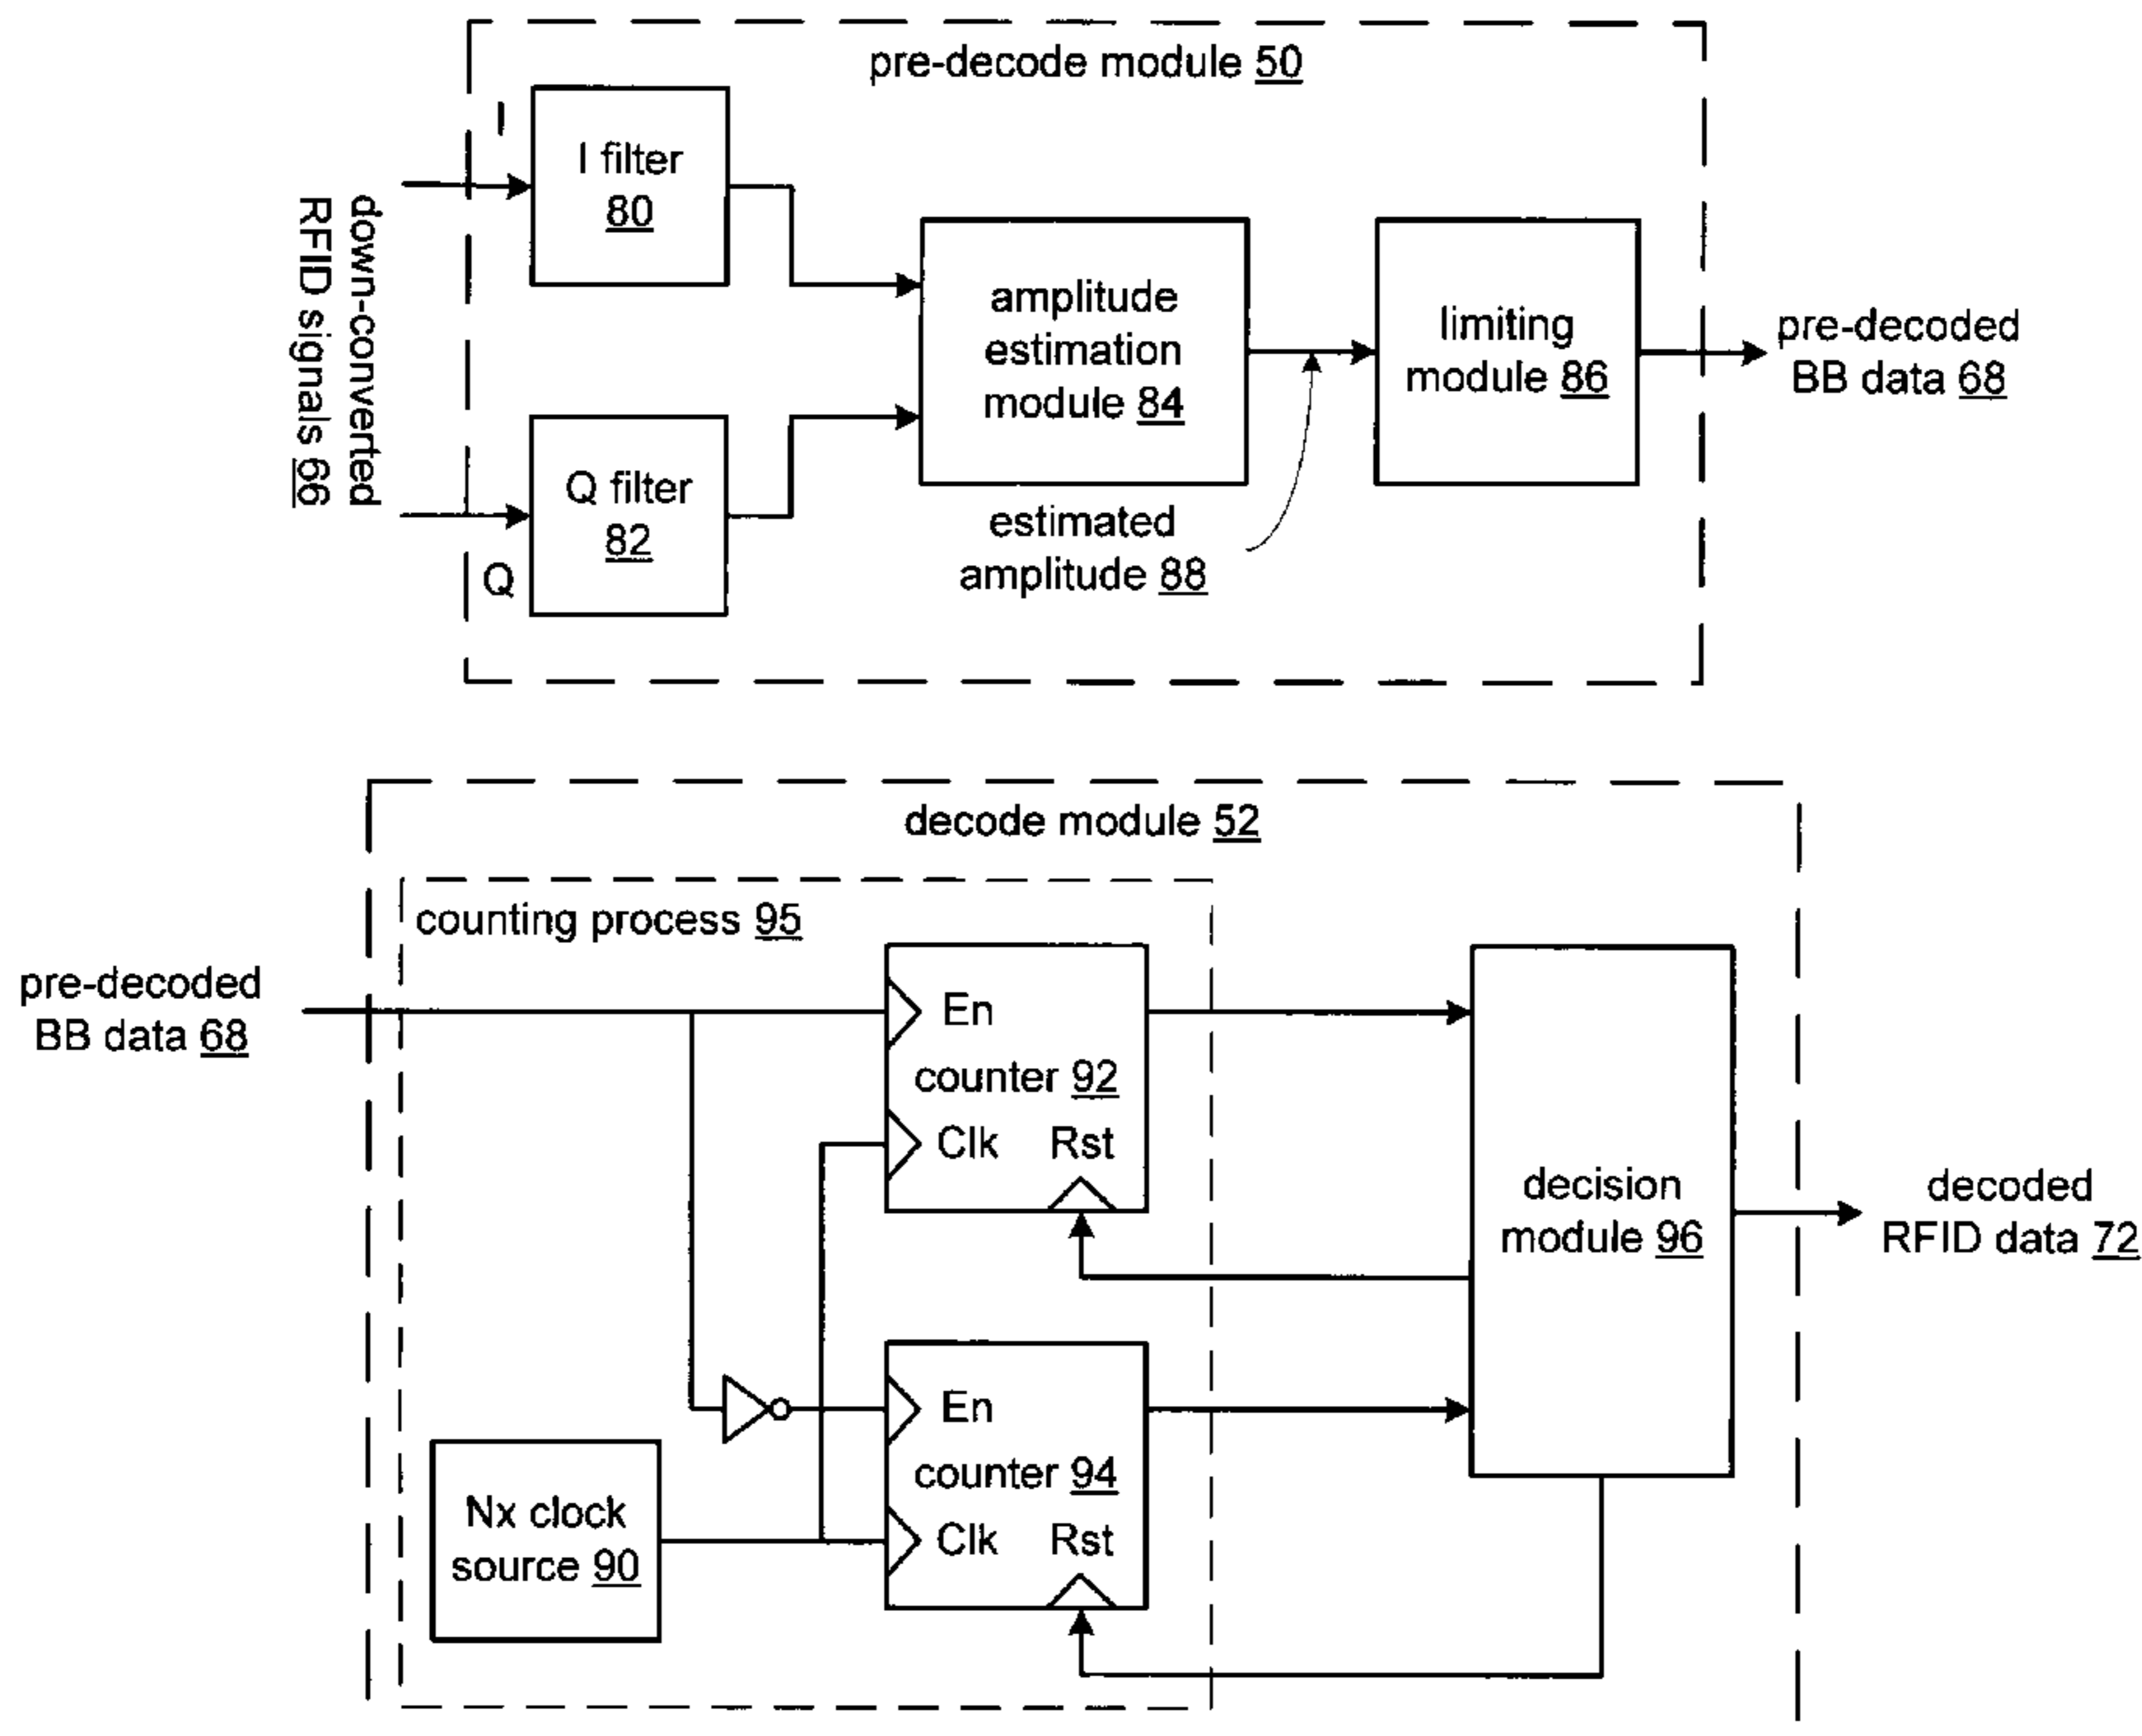 pre-decode module 50
I
I filter
80
down-converted
RFID signals 66
amplitude
estimation
module 84
limiting
module 86
pre-decoded
BB data 68
Q filter
82
Q
estimated
amplitude 88
decode module 52
counting process 95
pre-decoded
BB data 68
En
counter 92
Clk Rst
decision
module 96
decoded
RFID data 72
En
counter 94
Clk Rst
Nx clock
source 90